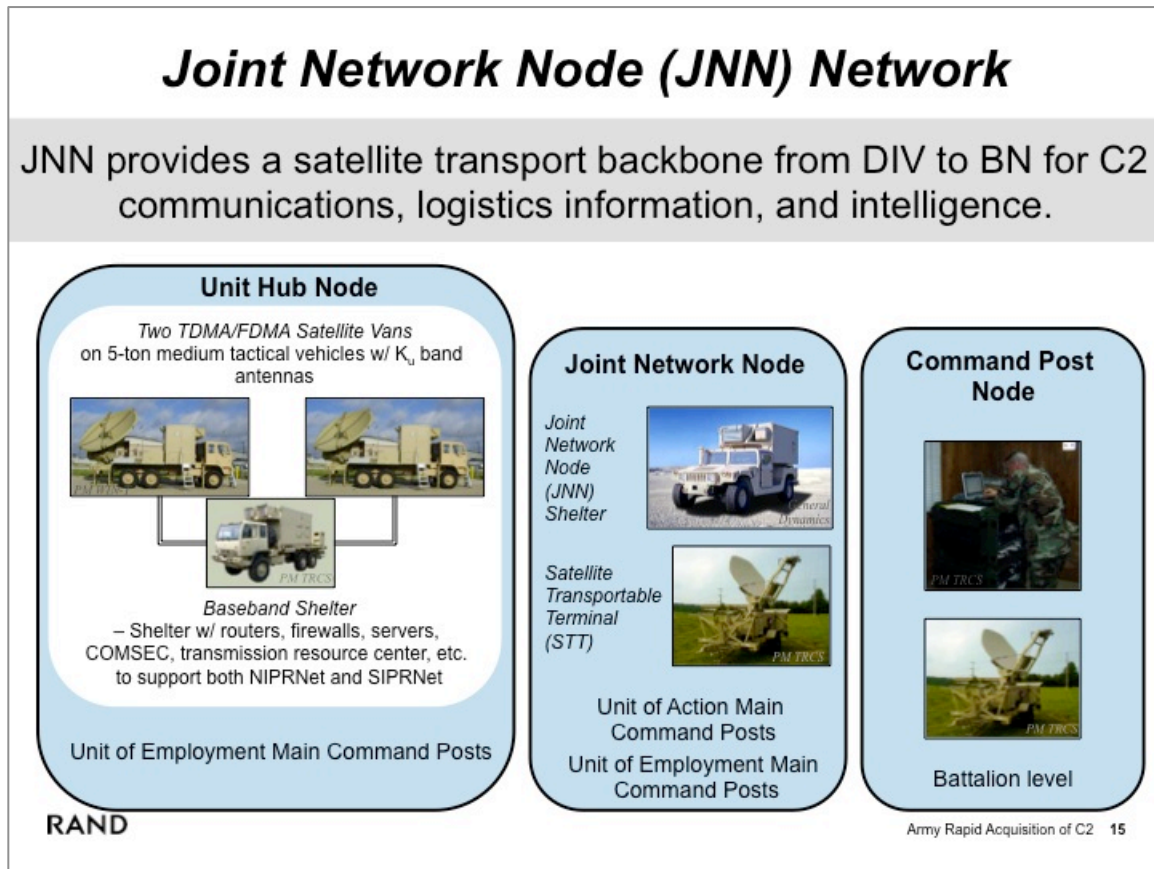 Joint Network Node (JNN) Network
JNN provides a satellite transport backbone from DIV to BN for C2
communications, logistics information, and intelligence.
Unit Hub Node
Two TDMA/FDMA Satellite Vans
on 5-ton medium tactical vehicles w/ Ku band
antennas
PM WIN-T
PM TRCS
Baseband Shelter
– Shelter w/ routers, firewalls, servers,
COMSEC, transmission resource center, etc.
to support both NIPRNet and SIPRNet
Unit of Employment Main Command Posts
Joint Network Node
Joint
Network
Node
(JNN)
Shelter
General
Dynamics
Satellite
Transportable
Terminal
(STT)
PM TRCS
Unit of Action Main
Command Posts
Unit of Employment Main
Command Posts
Command Post
Node
PM TRCS
PM TRCS
Battalion level
RAND
Army Rapid Acquisition of C2 15